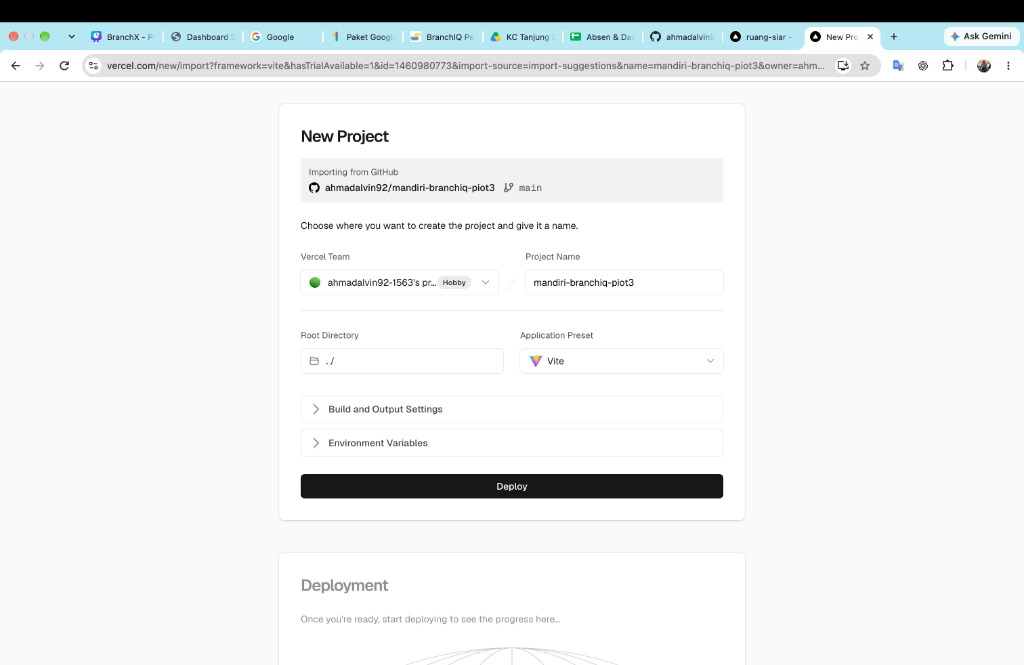 BranchX - P
Dashboard S
Google
Paket Googl
BranchIQ Pe
KC Tanjung
Absen & Dai
ahmadalvin9
ruang-siar -
New Pro
Ask Gemini
vercel.com/new/import?framework=vite&hasTrialAvailable=1&id=1460980773&import-source=import-suggestions&name=mandiri-branchiq-piot3&owner=ahm...
New Project
Importing from GitHub
ahmadalvin92/mandiri-branchiq-piot3 main
Choose where you want to create the project and give it a name.
Vercel Team
Project Name
ahmadalvin92-1563's pr... Hobby
mandiri-branchiq-piot3
Root Directory
Application Preset
./
Vite
Build and Output Settings
Environment Variables
Deploy
Deployment
Once you're ready, start deploying to see the progress here...